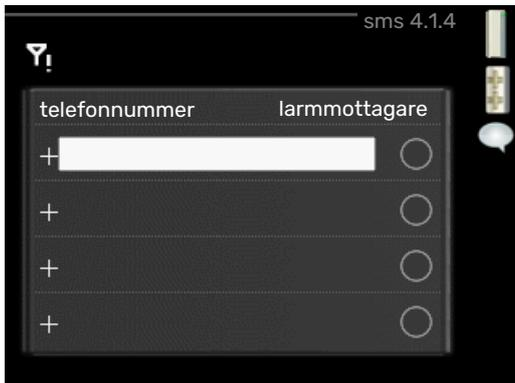 sms 4.1.4
telefonnummer larmmottagare
+
+
+
+